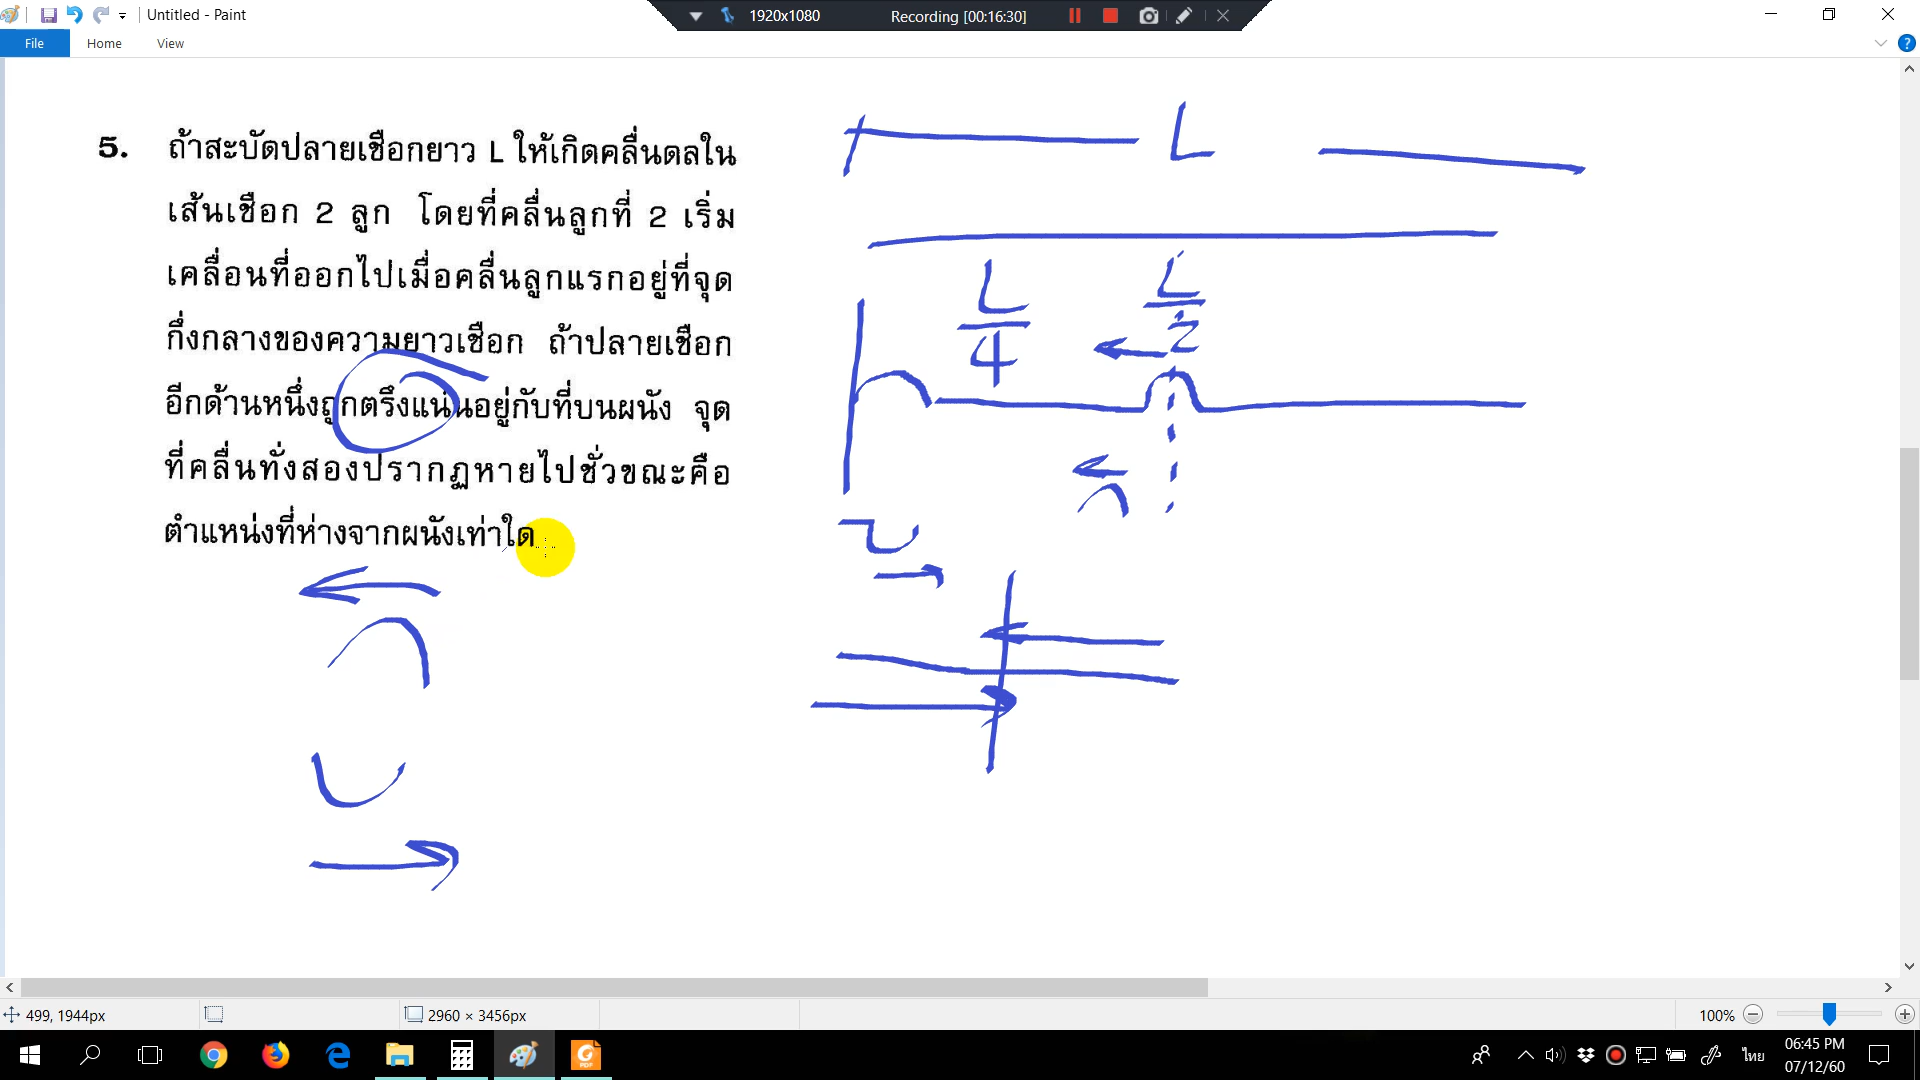 Untitled - Paint
1920x1080
Recording [00:16:30]
File Home View
5. ถ้าสะบัดปลายเชือกยาว L ให้เกิดคลื่นดลใน
เส้นเชือก 2 ลูก โดยที่คลื่นลูกที่ 2 เริ่ม
เคลื่อนที่ออกไปเมื่อคลื่นลูกแรกอยู่ที่จุด
กึ่งกลางของความยาวเชือก ถ้าปลายเชือก
อีกด้านหนึ่งถูกตรึงแน่นอยู่กับที่บนผนัง จุด
ที่คลื่นทั้งสองปรากฏหายไปชั่วขณะคือ
ตำแหน่งที่ห่างจากผนังเท่าใด
L
L
4
L
2
499, 1944px
2960 × 3456px
100%
ไทย
06:45 PM
07/12/60